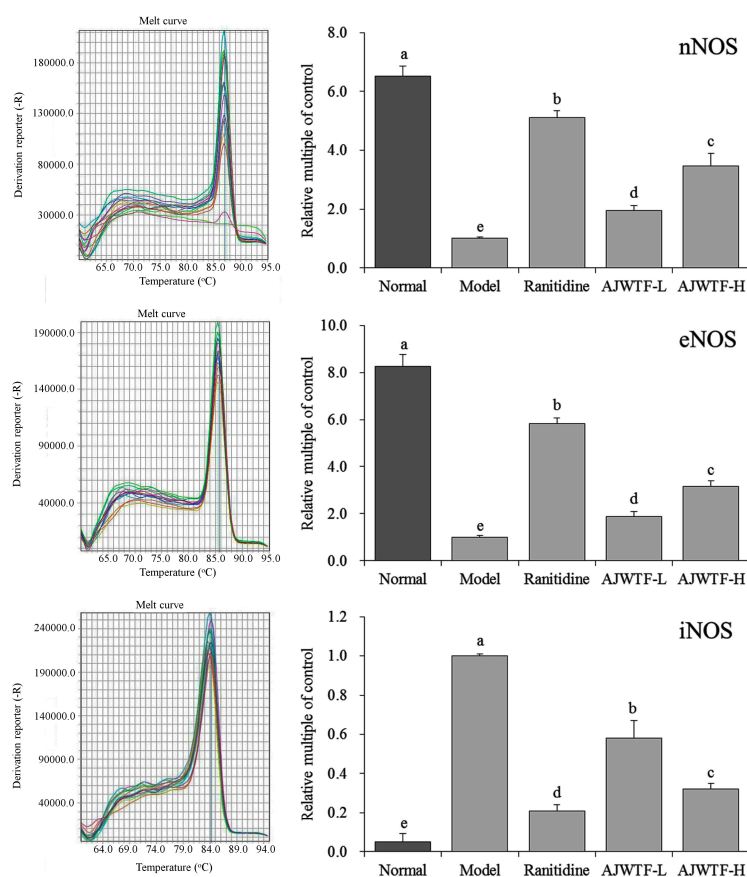 Melt curve
Derivation reporter (-R)
180000.0
130000.0
80000.0
30000.0
65.0 70.0 75.0 80.0 85.0 90.0 95.0
Temperature (°C)
nNOS
Relative multiple of control
8.0
6.0
4.0
2.0
0.0
a
e
b
d
c
Normal Model Ranitidine AJWTF-L AJWTF-H
Melt curve
Derivation reporter (-R)
190000.0
140000.0
90000.0
40000.0
65.0 70.0 75.0 80.0 85.0 90.0 95.0
Temperature (°C)
eNOS
Relative multiple of control
10.0
8.0
6.0
4.0
2.0
0.0
a
e
b
d
c
Normal Model Ranitidine AJWTF-L AJWTF-H
Melt curve
Derivation reporter (-R)
240000.0
190000.0
140000.0
90000.0
40000.0
64.0 69.0 74.0 79.0 84.0 89.0 94.0
Temperature (°C)
iNOS
Relative multiple of control
1.2
1.0
0.8
0.6
0.4
0.2
0.0
e
a
d
b
c
Normal Model Ranitidine AJWTF-L AJWTF-H